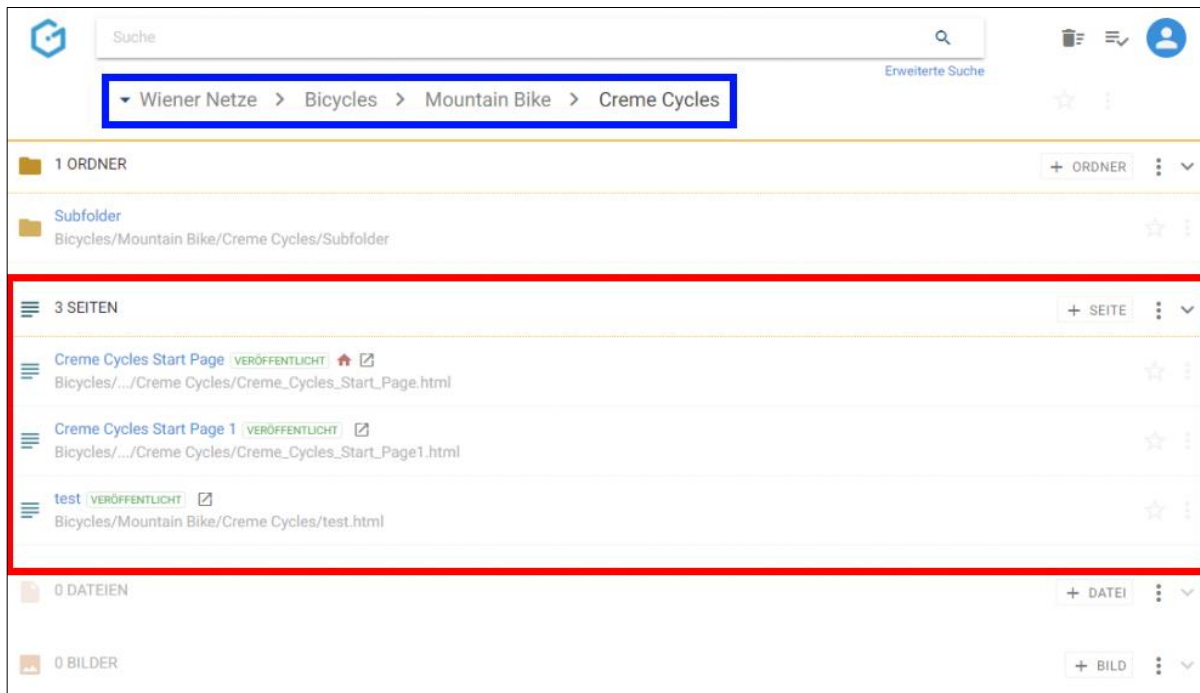 Suche
Erweiterte Suche
Wiener Netze > Bicycles > Mountain Bike > Creme Cycles
1 ORDNER + ORDNER
Subfolder
Bicycles/Mountain Bike/Creme Cycles/Subfolder
3 SEITEN + SEITE
Creme Cycles Start Page VERÖFFENTLICHT
Bicycles/.../Creme Cycles/Creme_Cycles_Start_Page.html
Creme Cycles Start Page 1 VERÖFFENTLICHT
Bicycles/.../Creme Cycles/Creme_Cycles_Start_Page1.html
test VERÖFFENTLICHT
Bicycles/Mountain Bike/Creme Cycles/test.html
0 DATEIEN + DATEI
0 BILDER + BILD